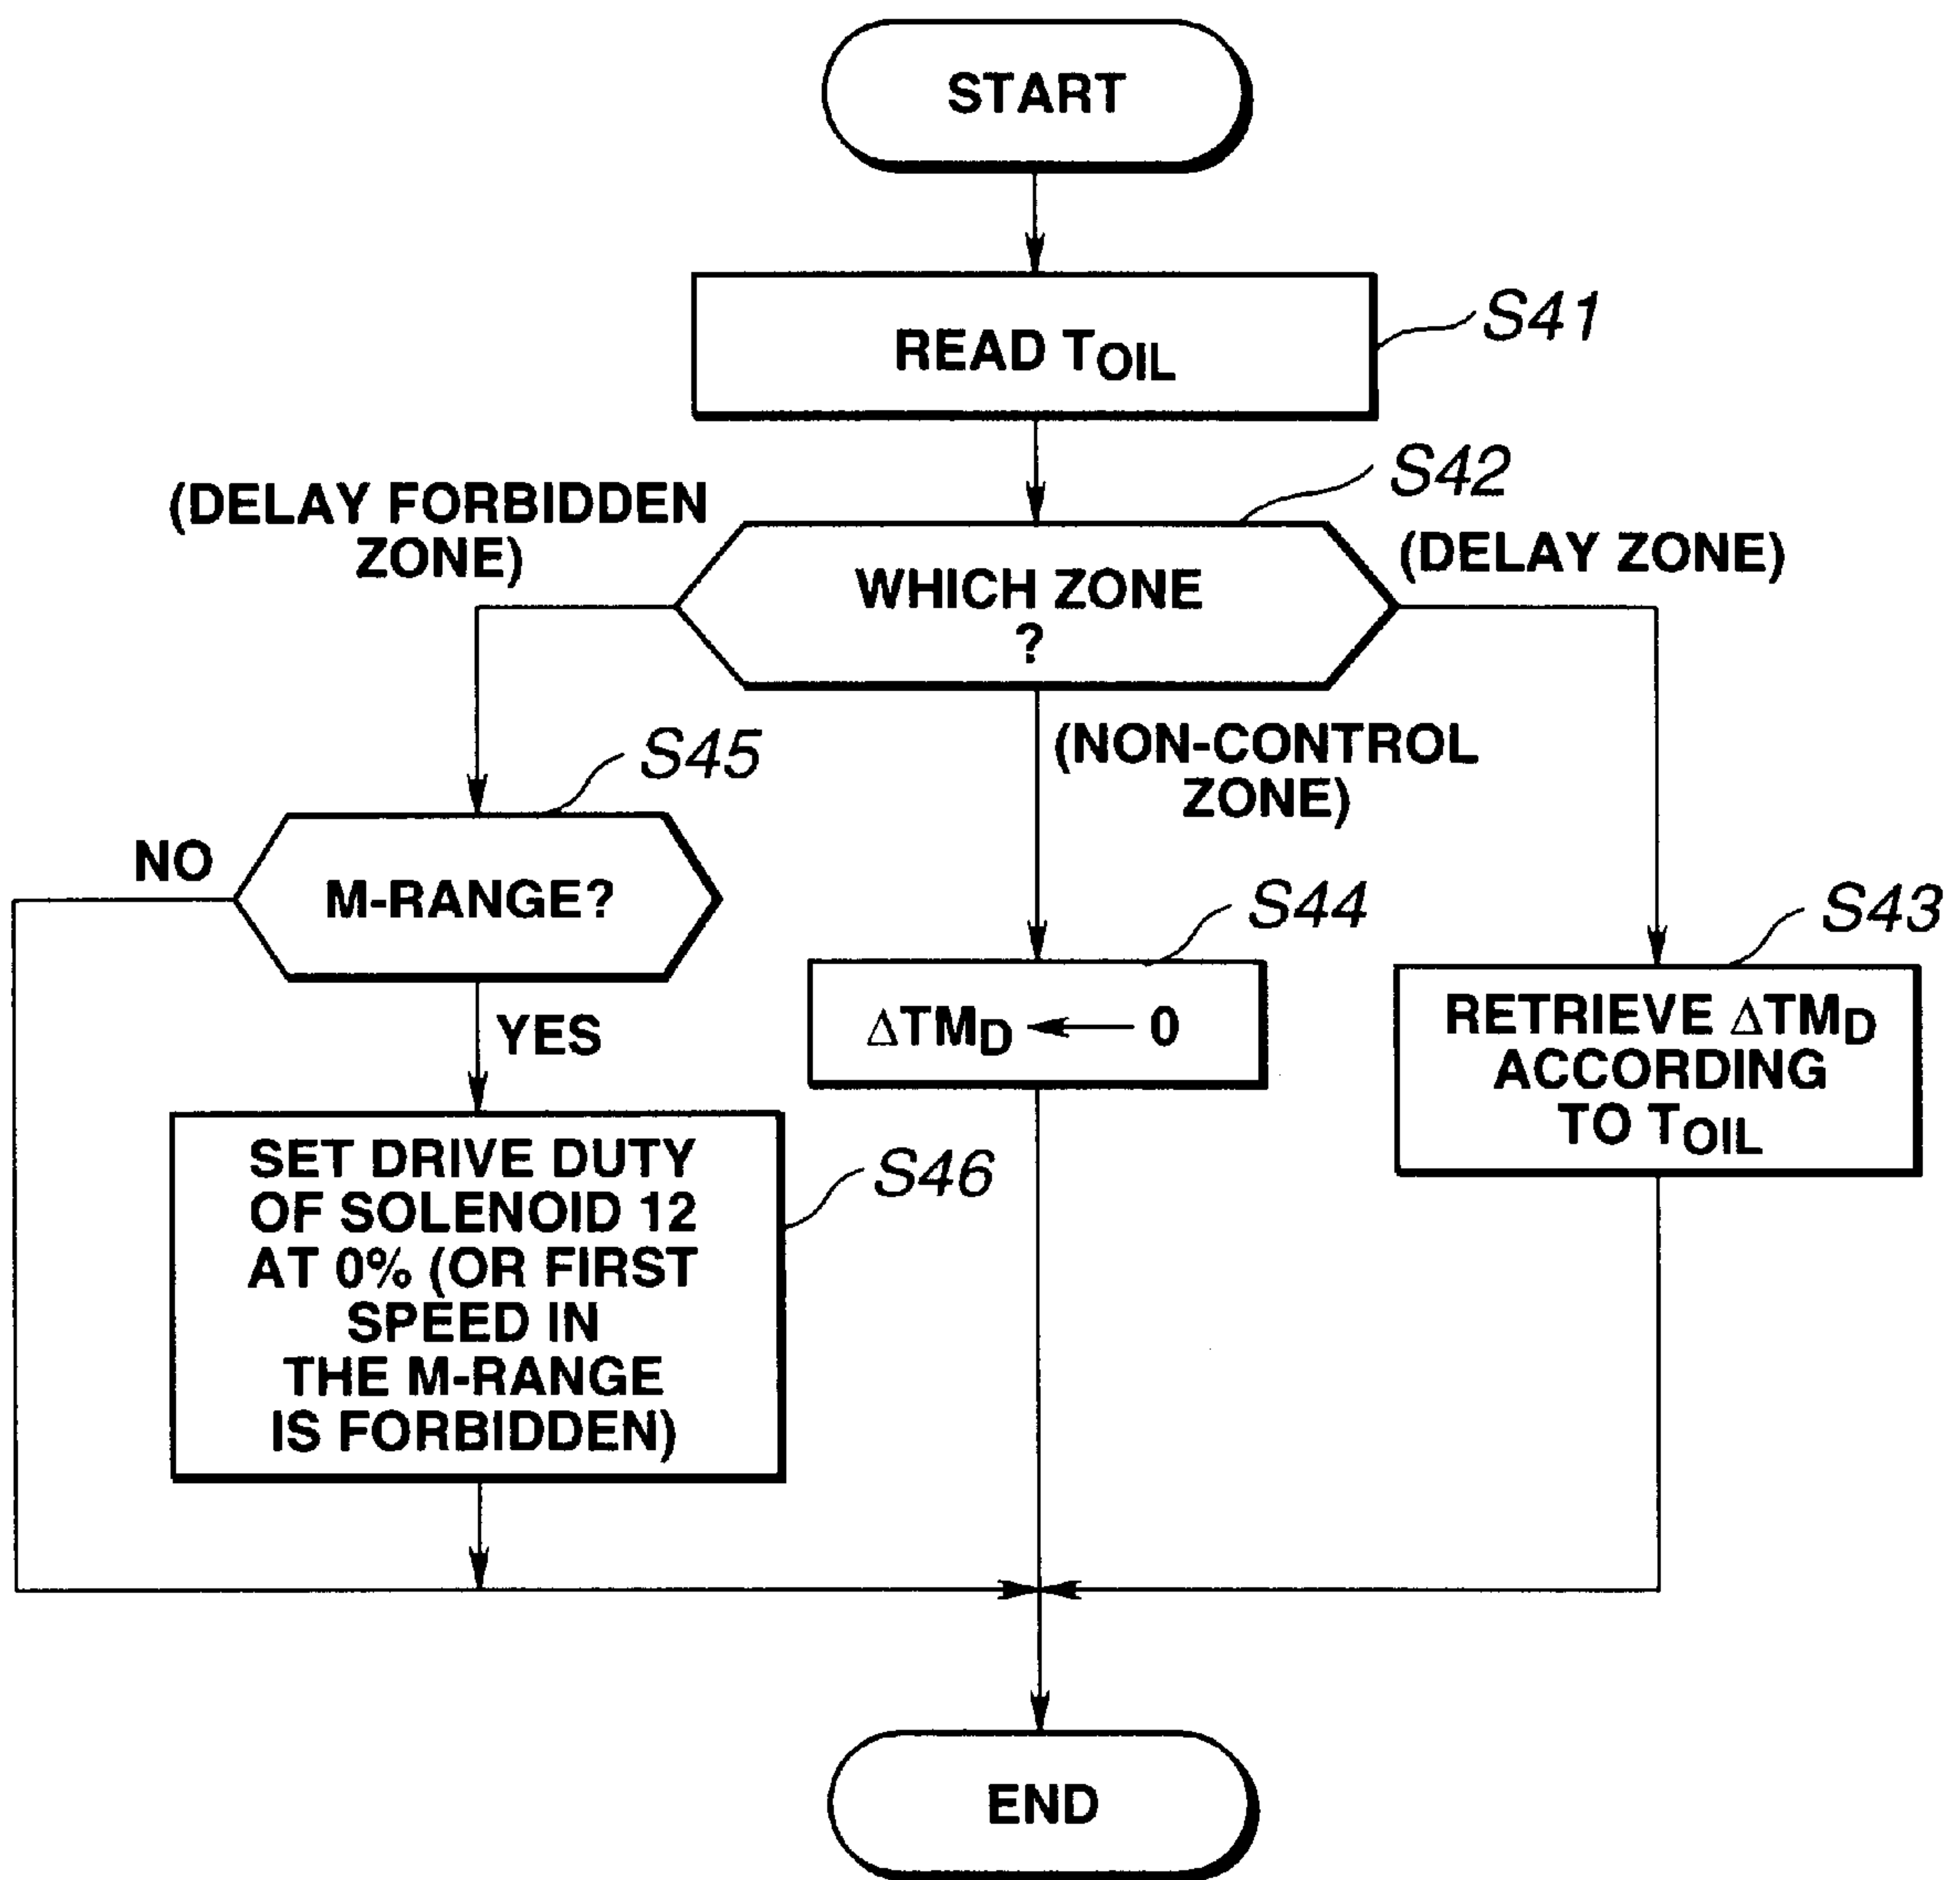 START
READ TOIL
S41
S42
(DELAY FORBIDDEN
ZONE)
(DELAY ZONE)
WHICH ZONE
?
(NON-CONTROL
ZONE)
S45
NO
M-RANGE?
YES
S44
ΔTMD ← 0
S43
RETRIEVE ΔTMD
ACCORDING
TO TOIL
SET DRIVE DUTY
OF SOLENOID 12
AT 0% (OR FIRST
SPEED IN
THE M-RANGE
IS FORBIDDEN)
S46
END